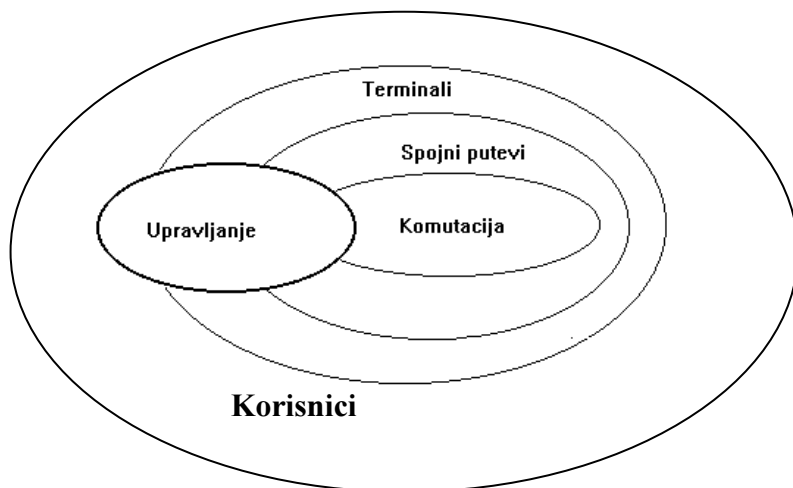 Terminali
Spojni putevi
Upravljanje
Komutacija
Korisnici